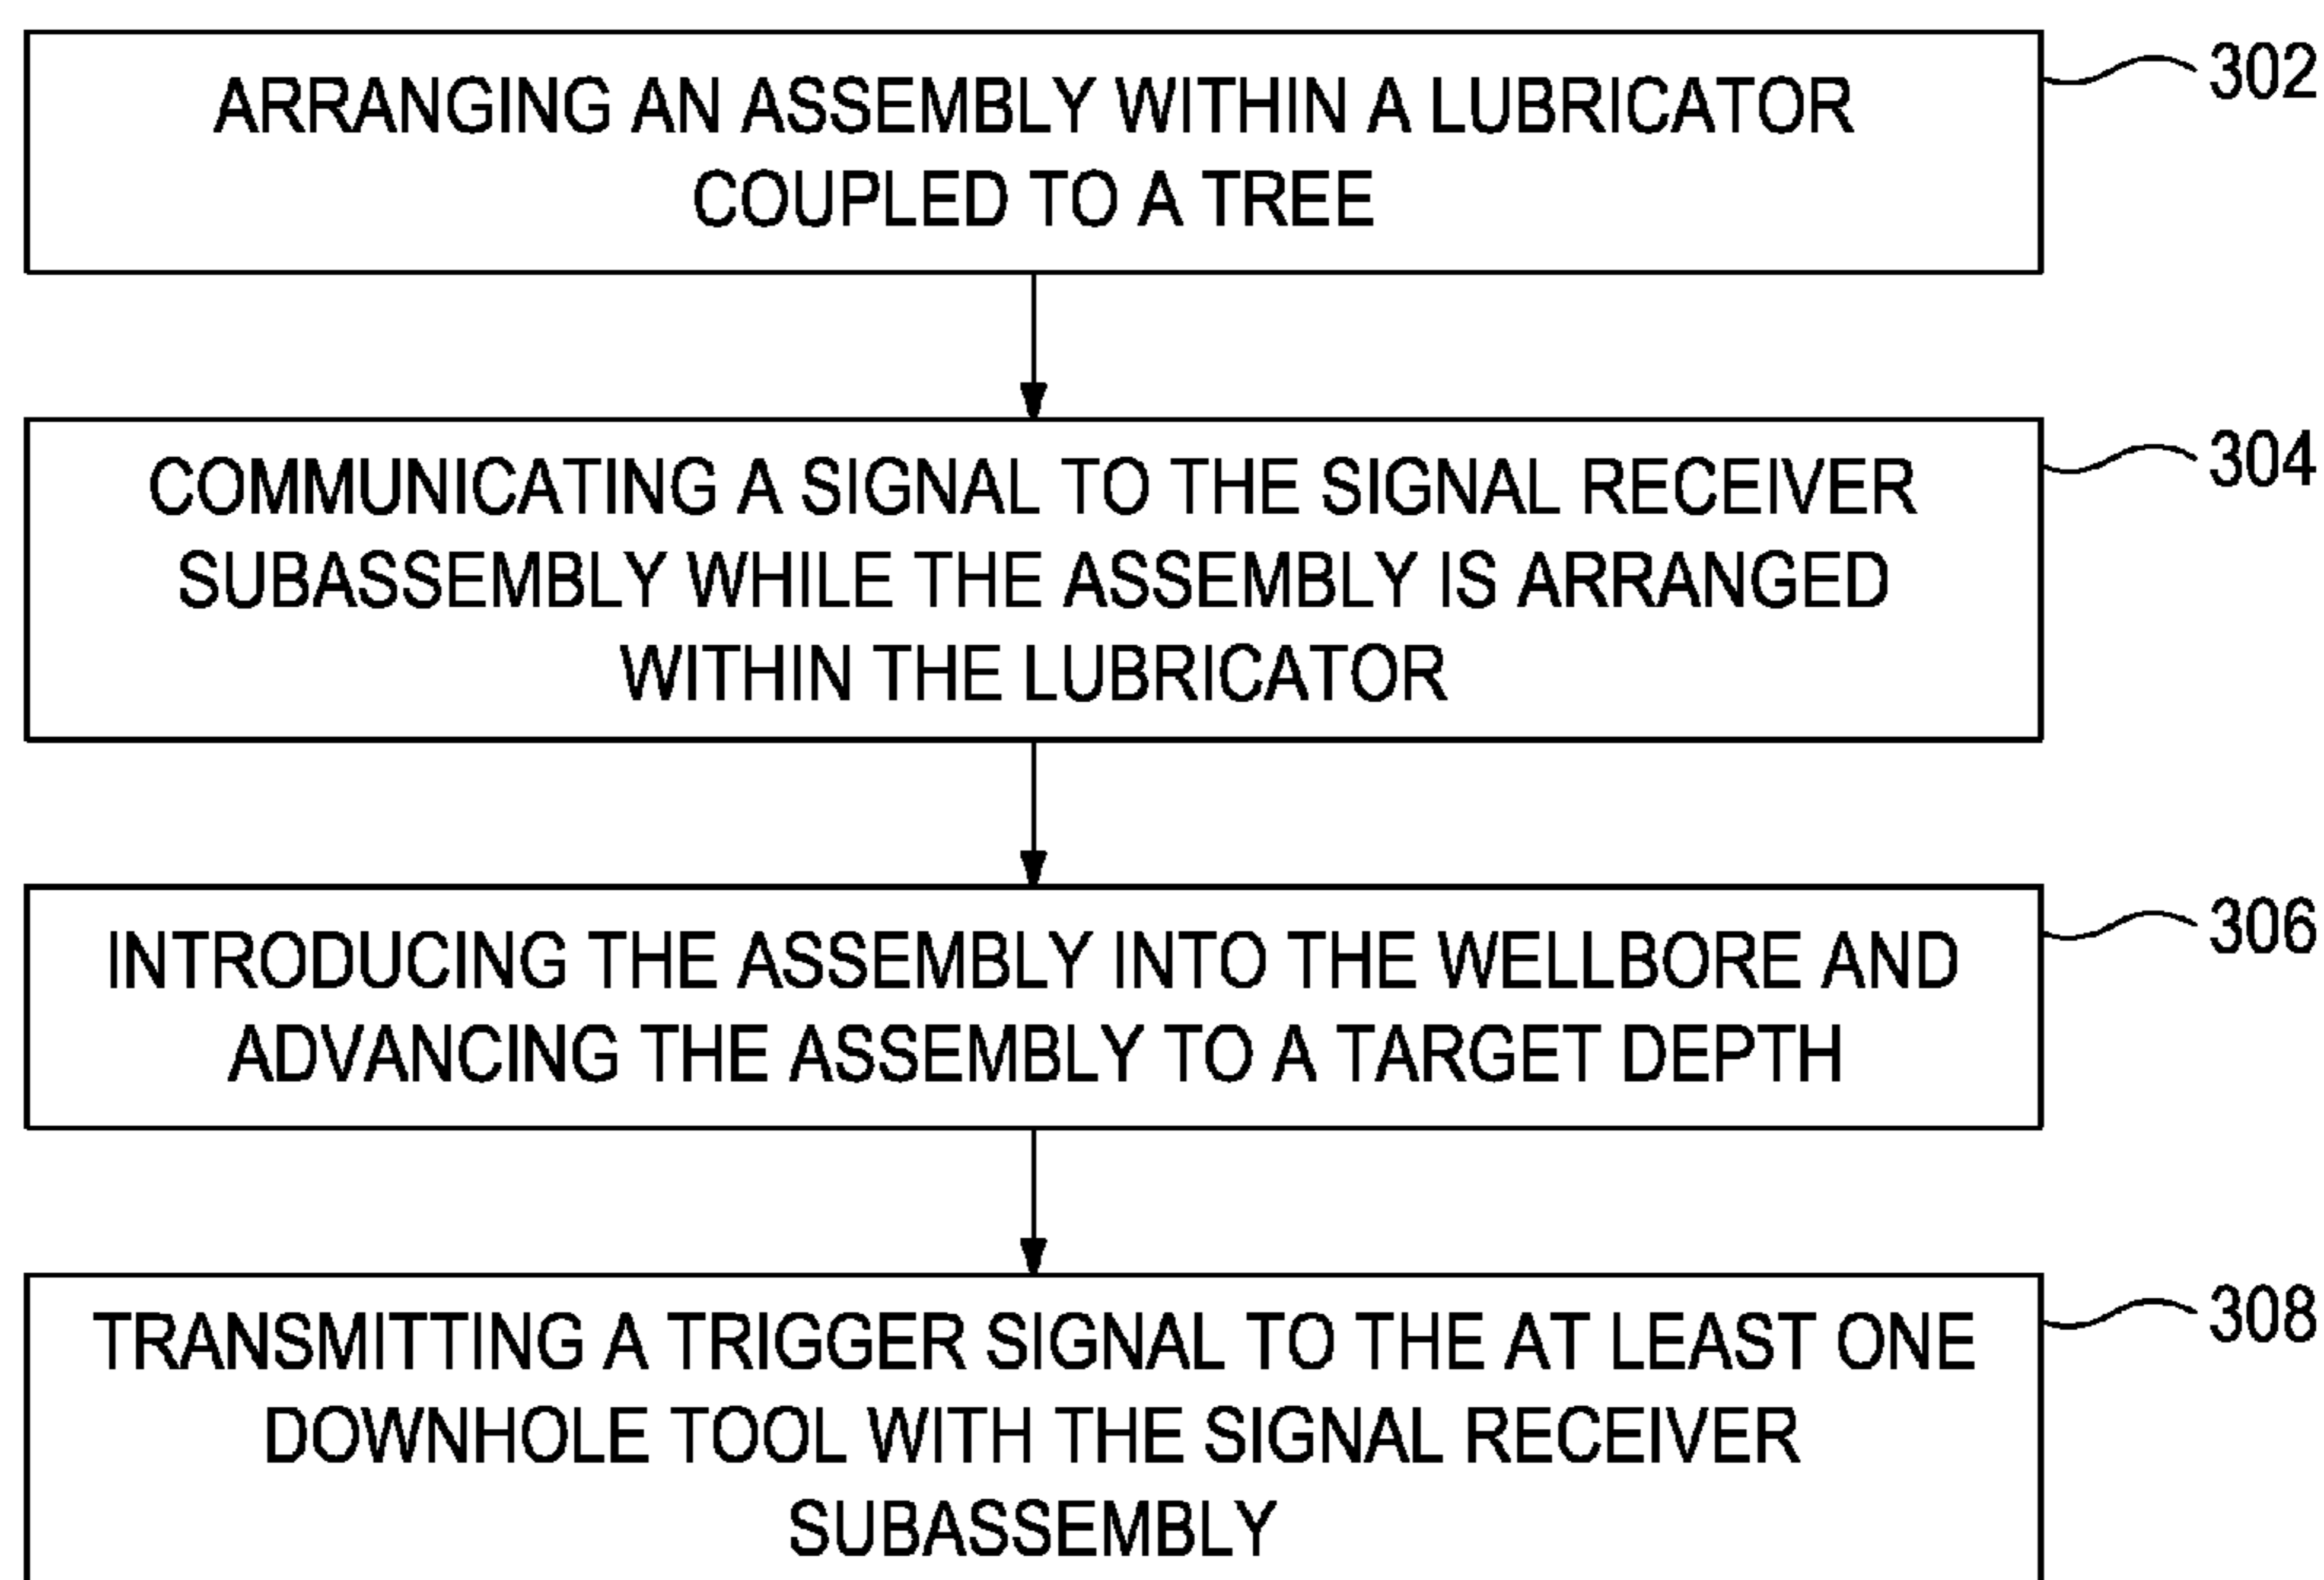 ARRANGING AN ASSEMBLY WITHIN A LUBRICATOR
COUPLED TO A TREE
302
COMMUNICATING A SIGNAL TO THE SIGNAL RECEIVER
SUBASSEMBLY WHILE THE ASSEMBLY IS ARRANGED
WITHIN THE LUBRICATOR
304
INTRODUCING THE ASSEMBLY INTO THE WELLBORE AND
ADVANCING THE ASSEMBLY TO A TARGET DEPTH
306
TRANSMITTING A TRIGGER SIGNAL TO THE AT LEAST ONE
DOWNHOLE TOOL WITH THE SIGNAL RECEIVER
SUBASSEMBLY
308